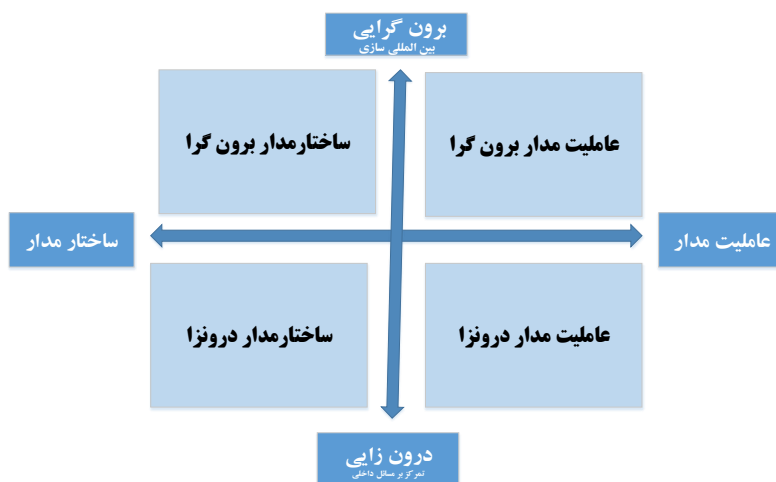 برون گرایی
بین المللی سازی
ساختارمدار برون گرا
عاملیت مدار برون گرا
عاملیت مدار
ساختار مدار
ساختارمدار درونزا
عاملیت مدار درونزا
درون زایی
تمرکز بر مسائل داخلی